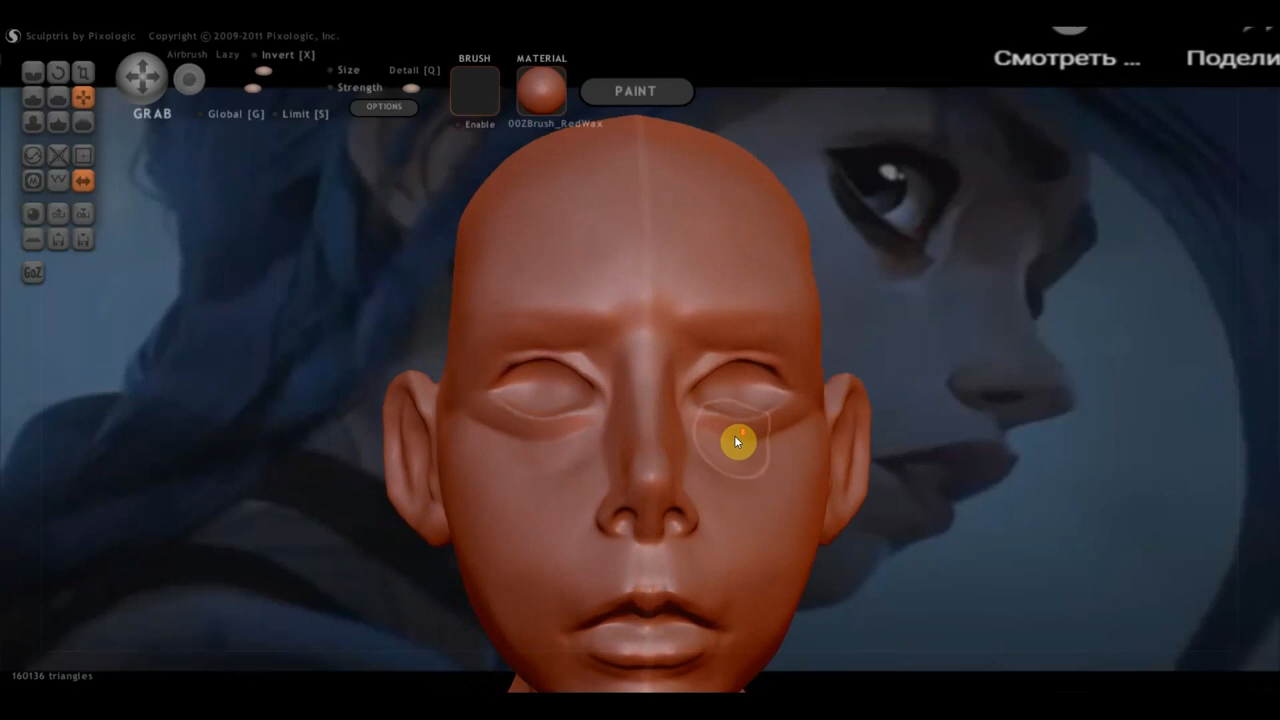 Sculptris by Pixologic Copyright © 2009-2011 Pixologic, Inc.
Смотреть ... Подели
Airbrush Lazy Invert [X]
BRUSH MATERIAL
Size Detail [Q]
Strength
PAINT
OPTIONS
GRAB Global [G] Limit [S]
Enable 00ZBrush_RedWax
GoZ
160136 triangles